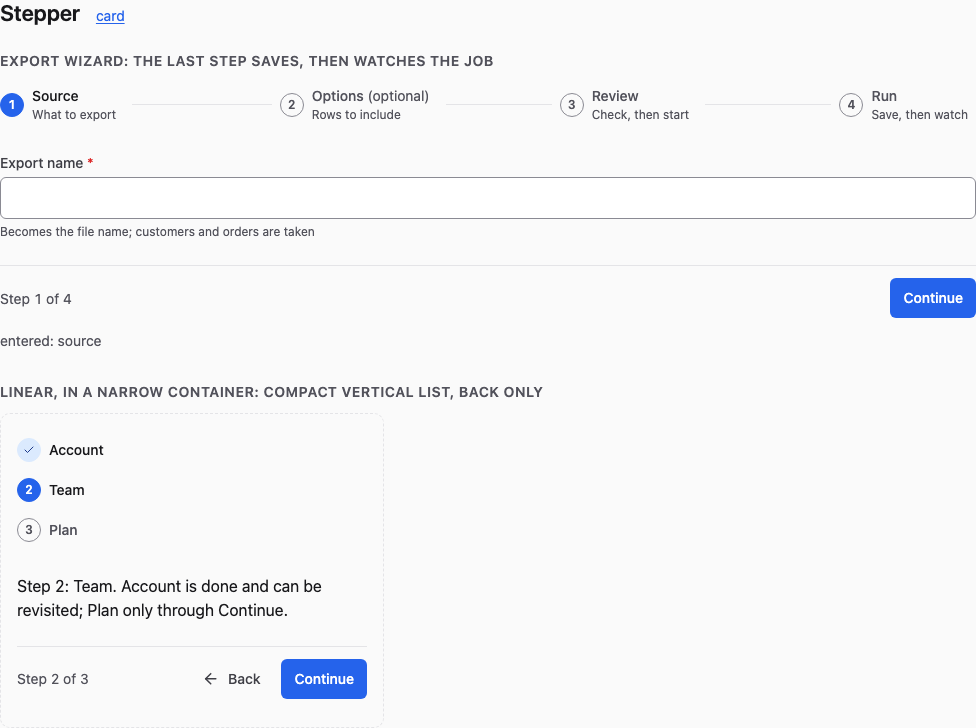 Stepper card
EXPORT WIZARD: THE LAST STEP SAVES, THEN WATCHES THE JOB
1 Source
What to export
2 Options (optional)
Rows to include
3 Review
Check, then start
4 Run
Save, then watch
Export name *
Becomes the file name; customers and orders are taken
Step 1 of 4 Continue
entered: source
LINEAR, IN A NARROW CONTAINER: COMPACT VERTICAL LIST, BACK ONLY
Account
2 Team
3 Plan
Step 2: Team. Account is done and can be
revisited; Plan only through Continue.
Step 2 of 3 Back Continue